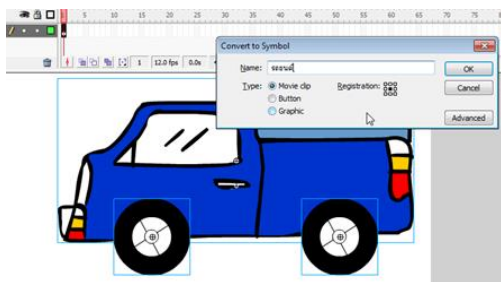 5 10 15 20 25 30 35 40 45 50 55 60 65 70 75
1 12.0 fps 0.0s
Convert to Symbol
Name: รถยนต์
OK
Type: Movie clip Registration:
Cancel
Button
Graphic
Advanced